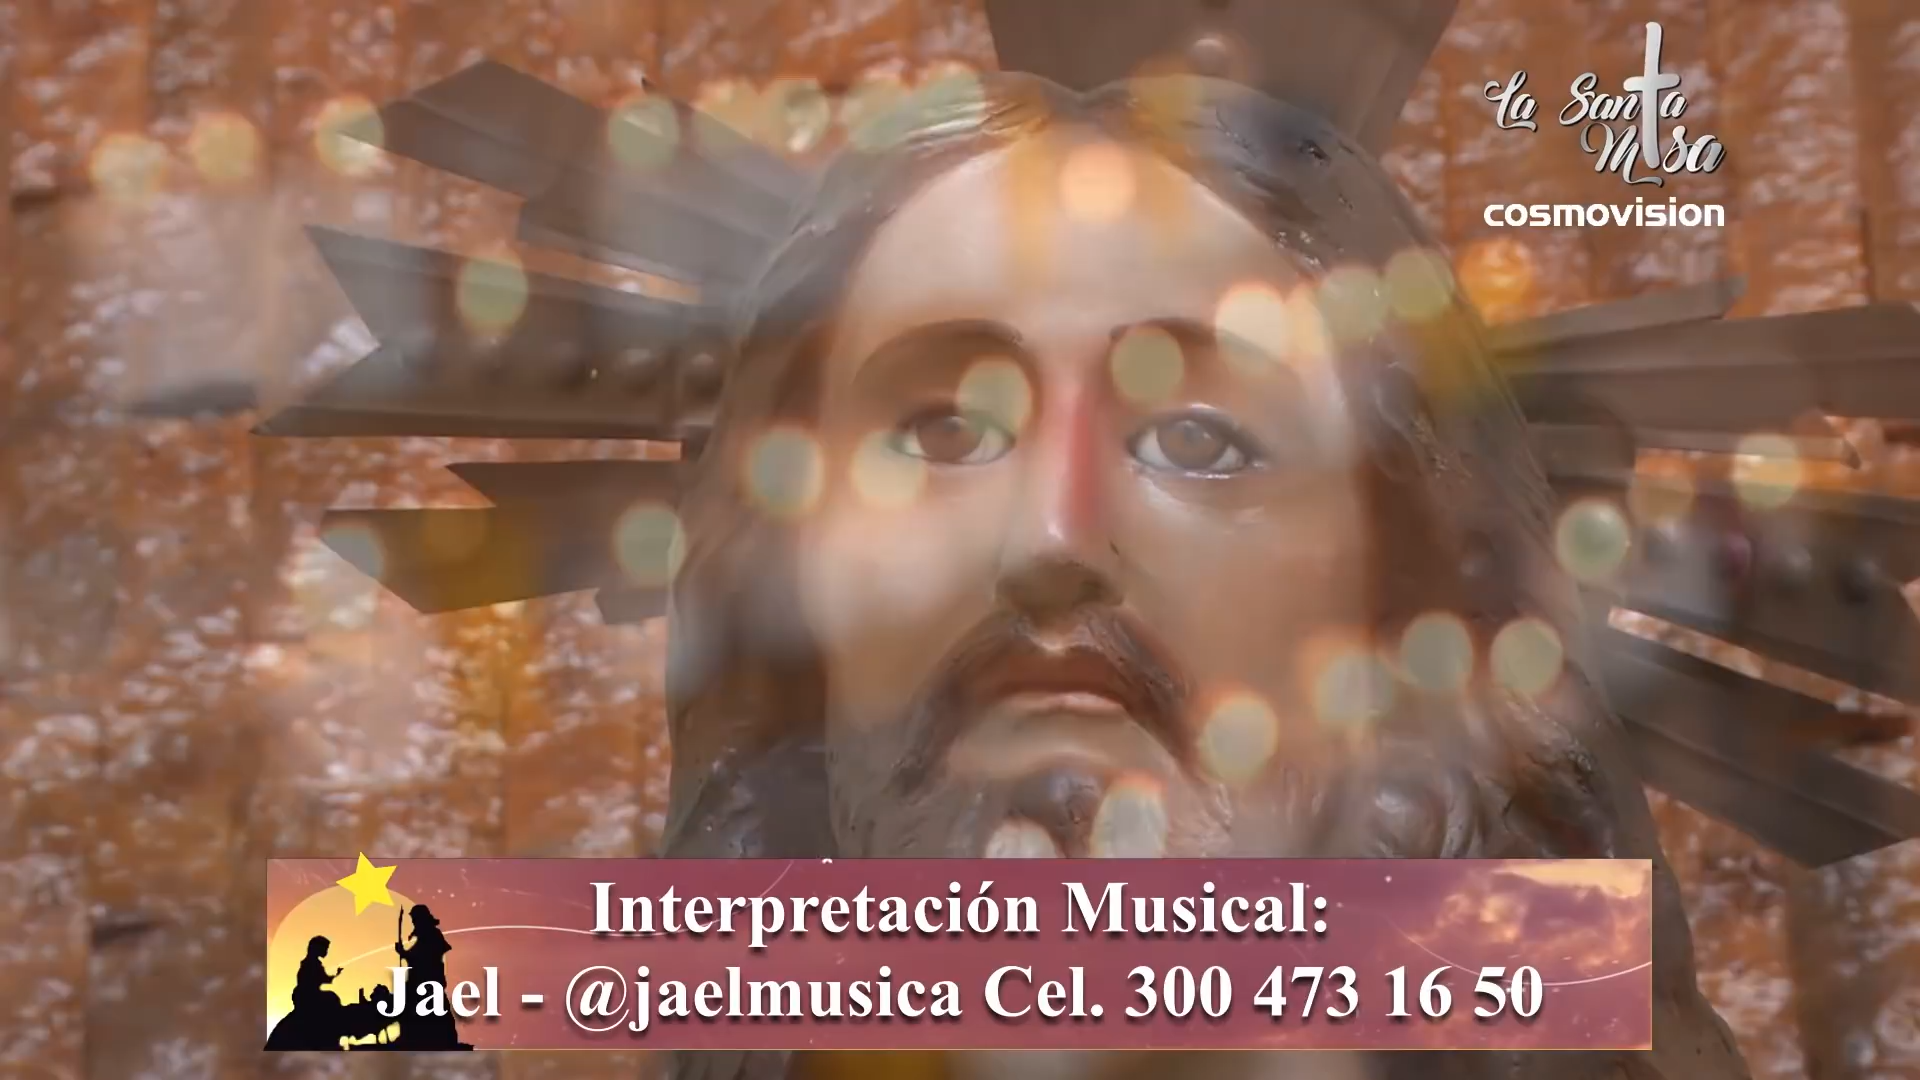 La Santa
Misa
cosmovision
Interpretación Musical:
Jael - @jaelmusica Cel. 300 473 16 50